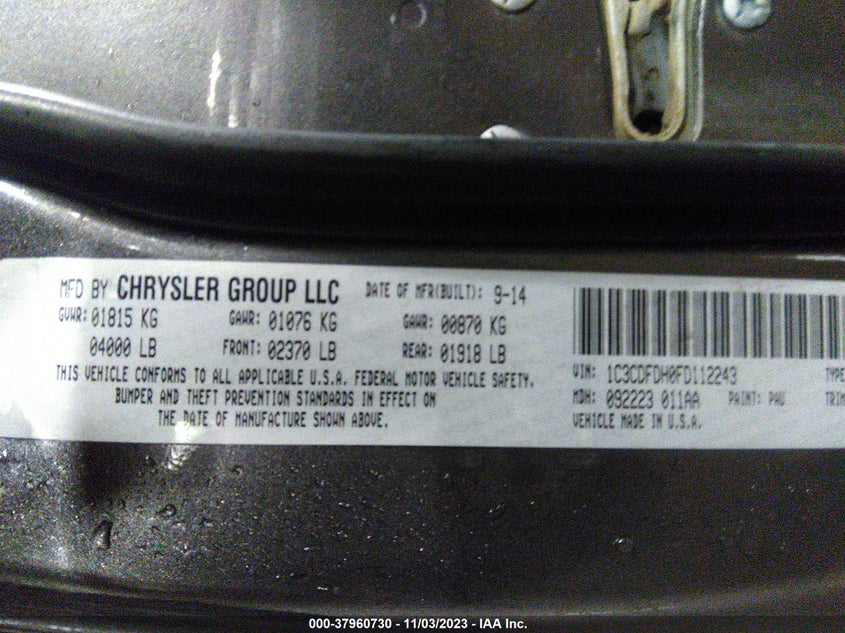 MFD BY CHRYSLER GROUP LLC DATE OF MFR(BUILT): 9-14
GVWR: 01815 KG GAWR: 01076 KG GAWR: 00870 KG
04000 LB FRONT: 02370 LB REAR: 01918 LB
THIS VEHICLE CONFORMS TO ALL APPLICABLE U.S.A. FEDERAL MOTOR VEHICLE SAFETY,
BUMPER AND THEFT PREVENTION STANDARDS IN EFFECT ON
THE DATE OF MANUFACTURE SHOWN ABOVE.
VIN: 1C3CDFDH0FD112243 TYPE
MDH: 092223 011AA PAINT: PAU TRIM
VEHICLE MADE IN U.S.A.
000-37960730 - 11/03/2023 - IAA Inc.